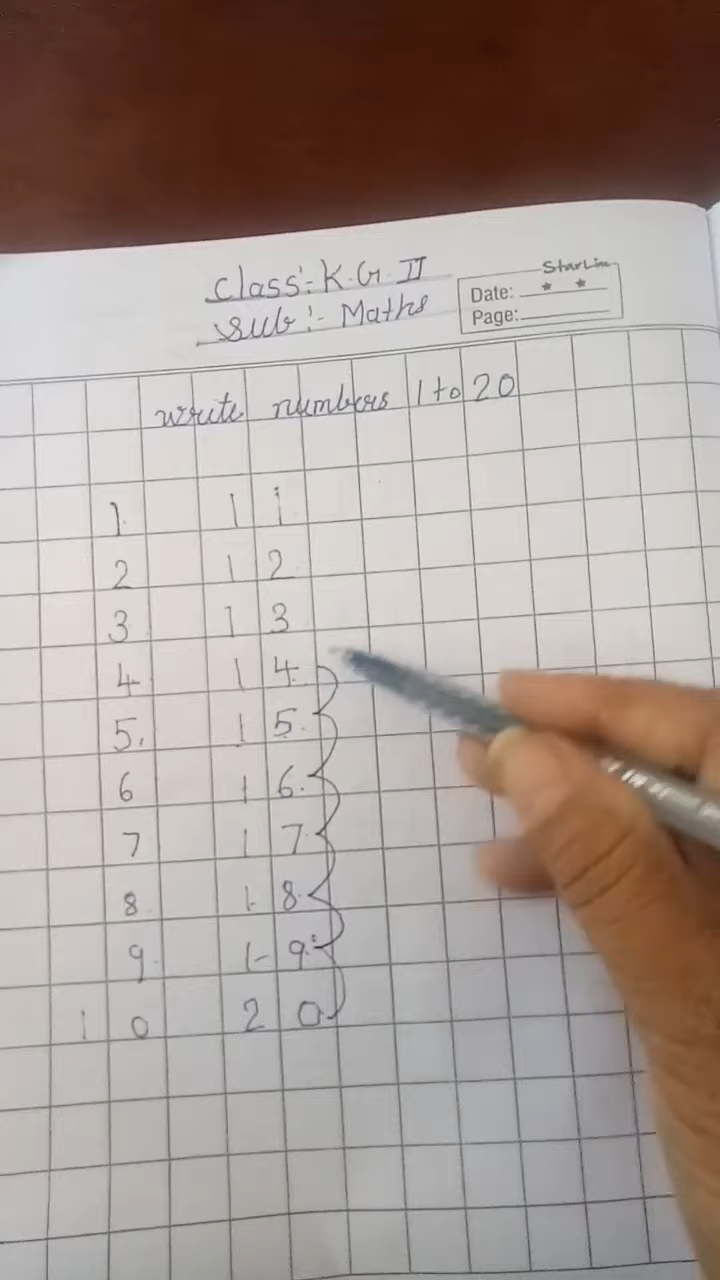 Class:- K.G. II
Sub:- Maths
StarLine
Date:
Page:
write numbers 1 to 20
1 11
2 12
3 13
4 14
5 15
6 16
7 17
8 18
9 19
10 20